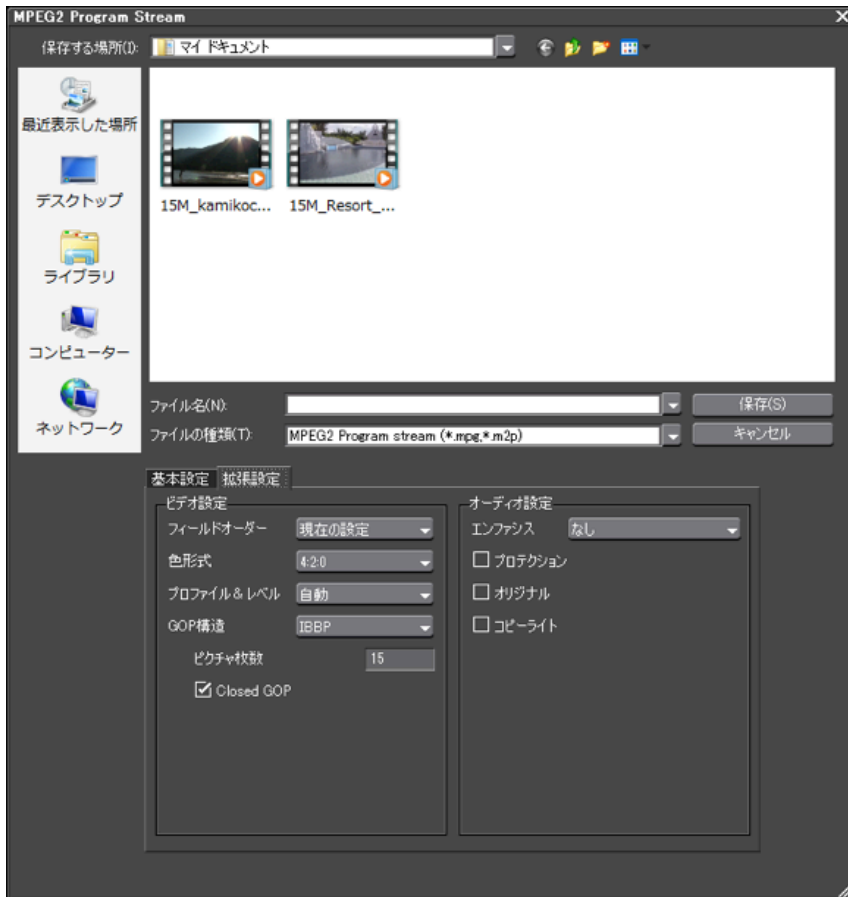 MPEG2 Program Stream
保存する場所(I):
マイ ドキュメント
最近表示した場所
デスクトップ
ライブラリ
コンピューター
ネットワーク
15M_kamikoc...
15M_Resort_...
ファイル名(N):
保存(S)
ファイルの種類(T):
MPEG2 Program stream (*.mpg,*.m2p)
キャンセル
基本設定
拡張設定
ビデオ設定
フィールドオーダー
現在の設定
色形式
4:2:0
プロファイル & レベル
自動
GOP構造
IBBP
ピクチャ枚数
15
Closed GOP
オーディオ設定
エンファシス
なし
プロテクション
オリジナル
コピーライト